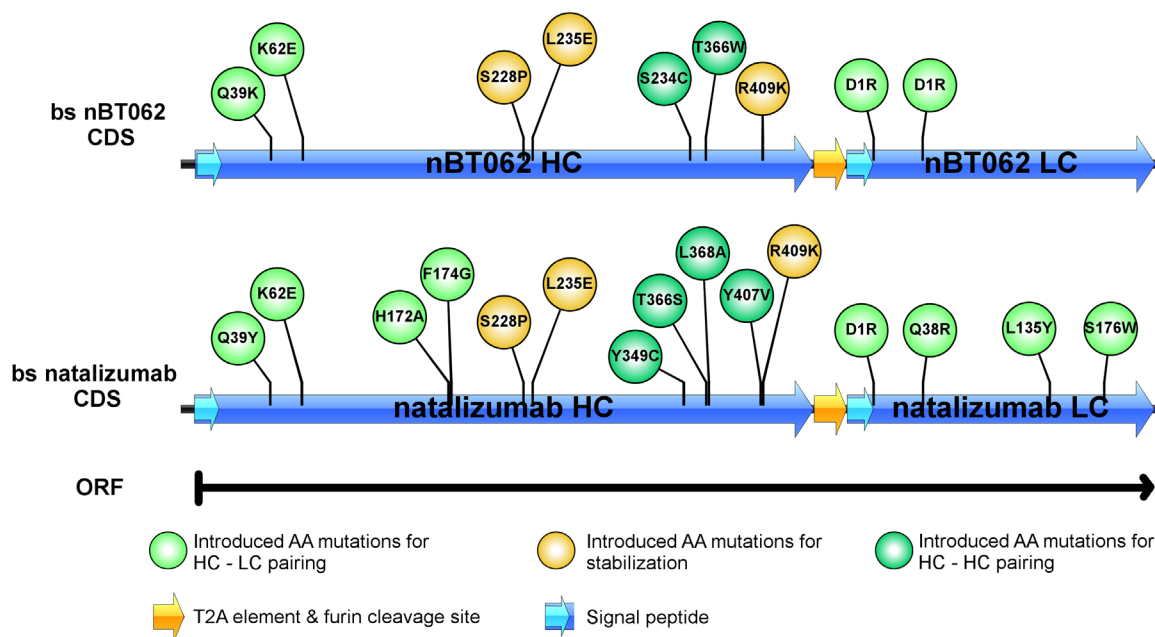 L235E
K62E
T366W
S228P
S234C
Q39K
R409K
D1R
D1R
bs nBT062
CDS
nBT062 HC
nBT062 LC
L368A
R409K
F174G
K62E
L235E
Y407V
T366S
H172A
S228P
Q39Y
D1R
Q38R
L135Y
S176W
Y349C
bs natalizumab
CDS
natalizumab HC
natalizumab LC
ORF
Introduced AA mutations for
HC - LC pairing
Introduced AA mutations for
stabilization
Introduced AA mutations for
HC - HC pairing
T2A element & furin cleavage site
Signal peptide